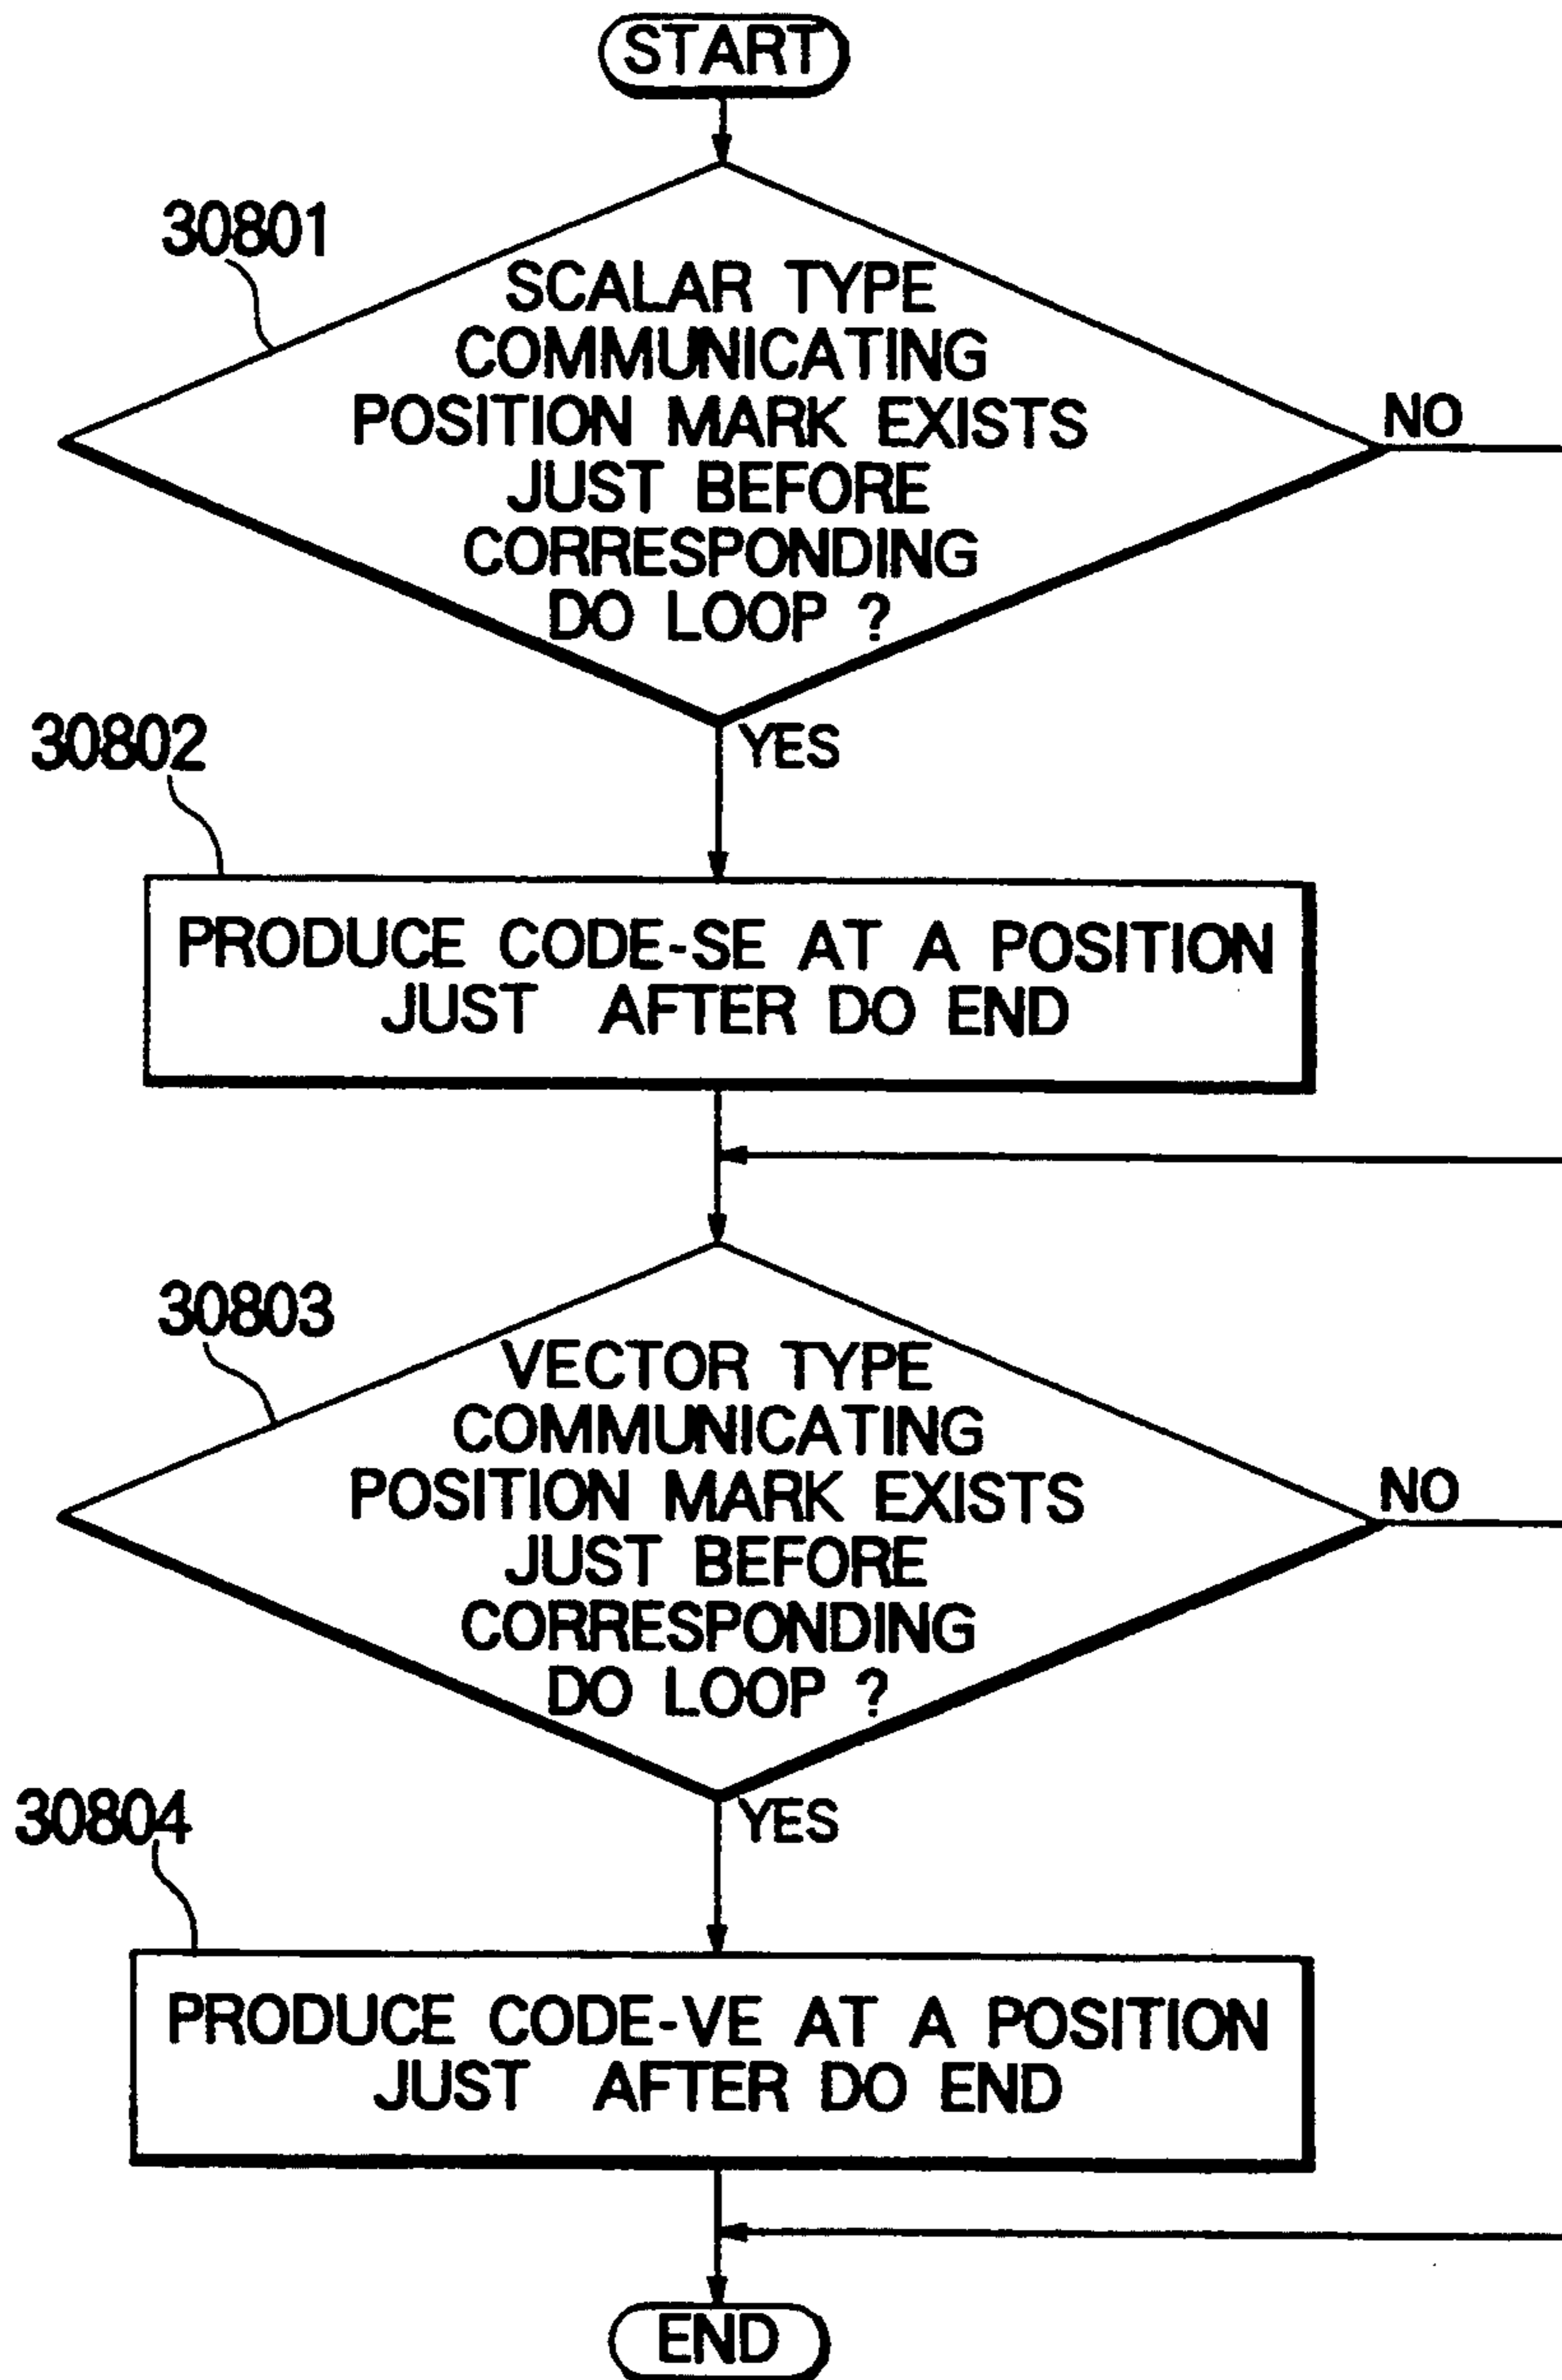 START
30801
SCALAR TYPE
COMMUNICATING
POSITION MARK EXISTS
JUST BEFORE
CORRESPONDING
DO LOOP ?
NO
YES
30802
PRODUCE CODE-SE AT A POSITION
JUST AFTER DO END
30803
VECTOR TYPE
COMMUNICATING
POSITION MARK EXISTS
JUST BEFORE
CORRESPONDING
DO LOOP ?
NO
YES
30804
PRODUCE CODE-VE AT A POSITION
JUST AFTER DO END
END